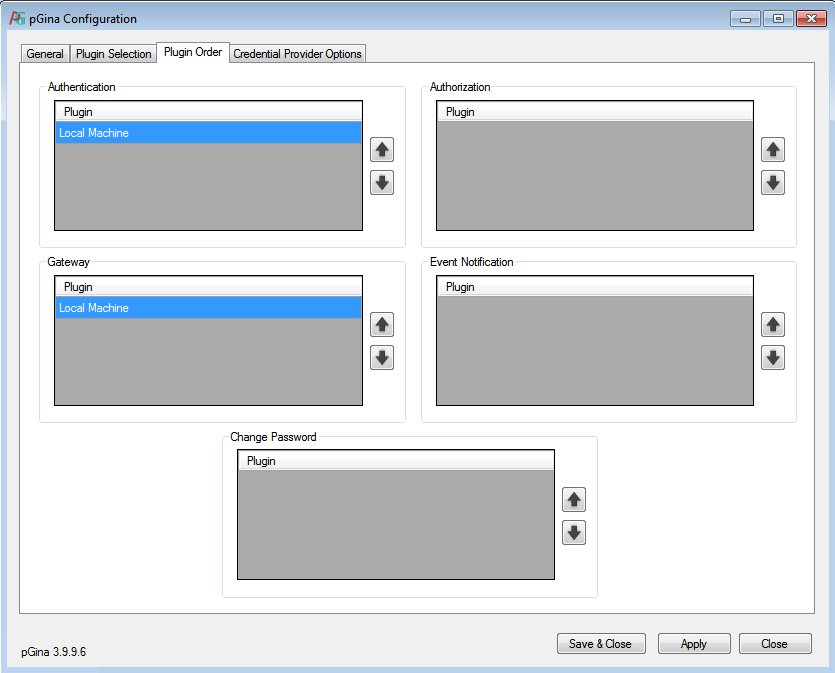 pGina Configuration
General
Plugin Selection
Plugin Order
Credential Provider Options
Authentication
Plugin
Local Machine
Authorization
Plugin
Gateway
Plugin
Local Machine
Event Notification
Plugin
Change Password
Plugin
pGina 3.9.9.6
Save & Close
Apply
Close